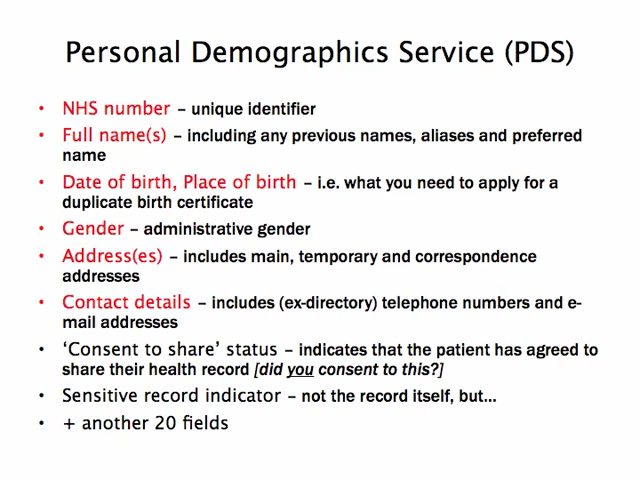 Personal Demographics Service (PDS)
• NHS number – unique identifier
• Full name(s) – including any previous names, aliases and preferred
name
• Date of birth, Place of birth – i.e. what you need to apply for a
duplicate birth certificate
• Gender – administrative gender
• Address(es) – includes main, temporary and correspondence
addresses
• Contact details – includes (ex-directory) telephone numbers and e-
mail addresses
• ‘Consent to share’ status – indicates that the patient has agreed to
share their health record [did you consent to this?]
• Sensitive record indicator – not the record itself, but...
• + another 20 fields